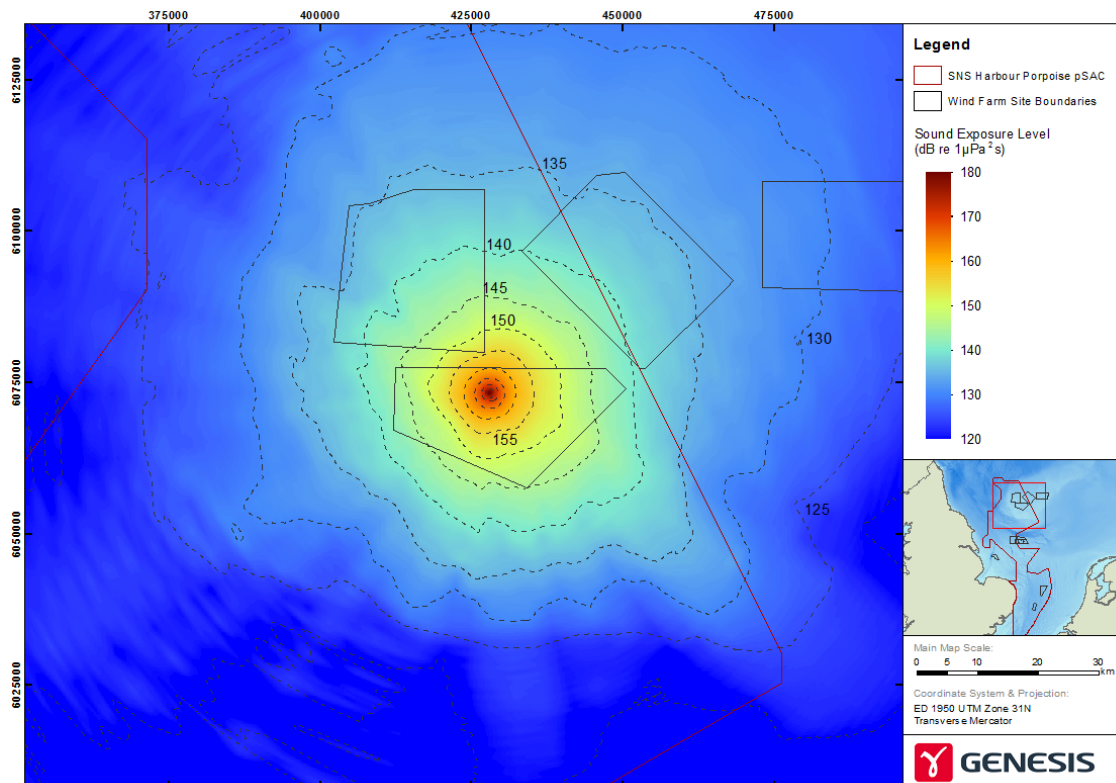 375000
400000
425000
450000
475000
6125000
6100000
6075000
6050000
6025000
135
140
145
150
155
130
125
Legend
SNS Harbour Porpoise pSAC
Wind Farm Site Boundaries
Sound Exposure Level
(dB re 1µPa²s)
180
170
160
150
140
130
120
Main Map Scale:
0 5 10 20 30
km
Coordinate System & Projection:
ED 1950 UTM Zone 31N
Transverse Mercator
GENESIS